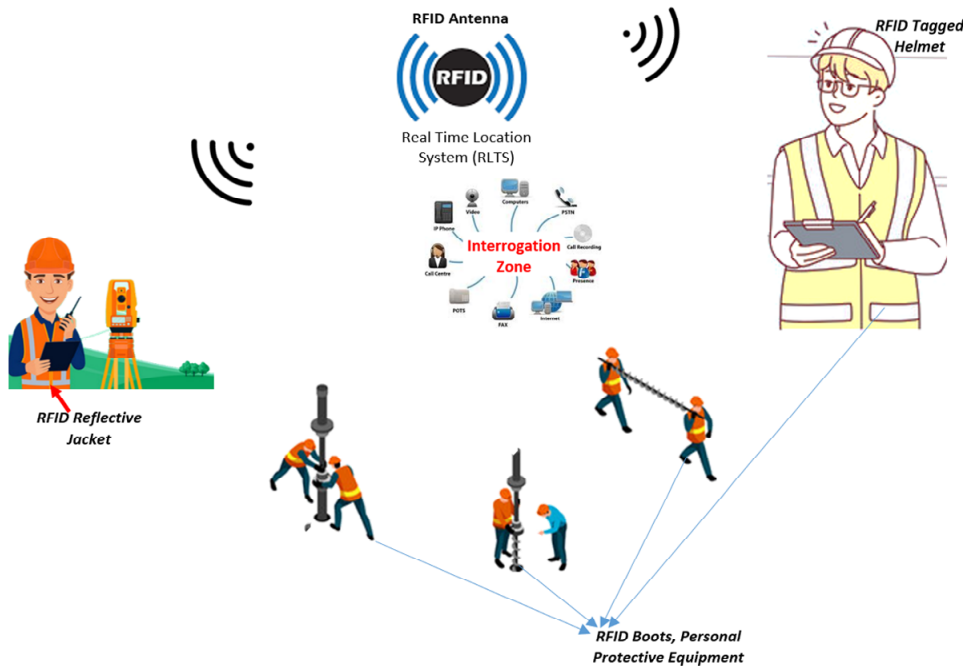 RFID Antenna
RFID
Real Time Location
System (RLTS)
RFID Tagged
Helmet
Computers
Video
PSTN
IP Phone
Call Recording
Interrogation
Zone
Call Centre
Presence
POTS
FAX
Internet
RFID Reflective
Jacket
RFID Boots, Personal
Protective Equipment